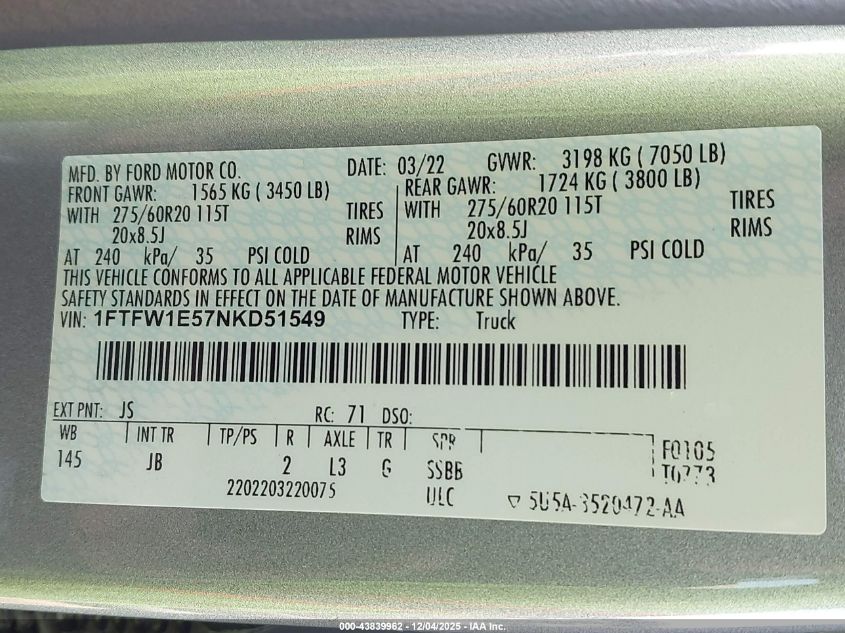 MFD. BY FORD MOTOR CO. DATE: 03/22 GVWR: 3198 KG ( 7050 LB)
FRONT GAWR: 1565 KG ( 3450 LB) REAR GAWR: 1724 KG ( 3800 LB)
WITH 275/60R20 115T TIRES WITH 275/60R20 115T TIRES
20x8.5J RIMS 20x8.5J RIMS
AT 240 kPa/ 35 PSI COLD AT 240 kPa/ 35 PSI COLD
THIS VEHICLE CONFORMS TO ALL APPLICABLE FEDERAL MOTOR VEHICLE
SAFETY STANDARDS IN EFFECT ON THE DATE OF MANUFACTURE SHOWN ABOVE.
VIN: 1FTFW1E57NKD51549 TYPE: Truck
EXT PNT: JS RC: 71 DSO:
WB INT TR TP/PS R AXLE TR SPR F0105
145 JB 2 L3 G SSBB T0773
2202203220075 ULC ▽ 5U5A-3520472-AA
000-43839962 - 12/04/2025 - IAA Inc.